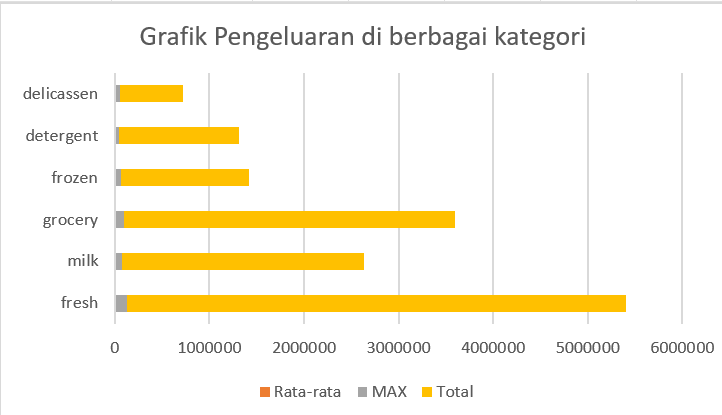 Grafik Pengeluaran di berbagai kategori
delicassen
detergent
frozen
grocery
milk
fresh
0 1000000 2000000 3000000 4000000 5000000 6000000
Rata-rata MAX Total